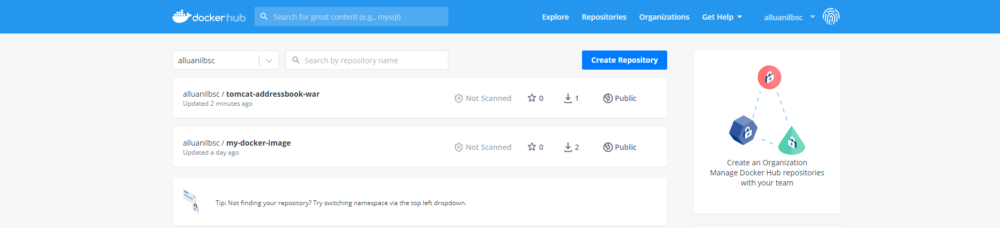 docker hub
Search for great content (e.g., mysql)
Explore
Repositories
Organizations
Get Help
alluanilbsc
alluanilbsc
Search by repository name
Create Repository
alluanilbsc / tomcat-addressbook-war
Updated 2 minutes ago
Not Scanned
0
1
Public
alluanilbsc / my-docker-image
Updated a day ago
Not Scanned
0
2
Public
Tip: Not finding your repository? Try switching namespace via the top left dropdown.
Create an Organization
Manage Docker Hub repositories
with your team